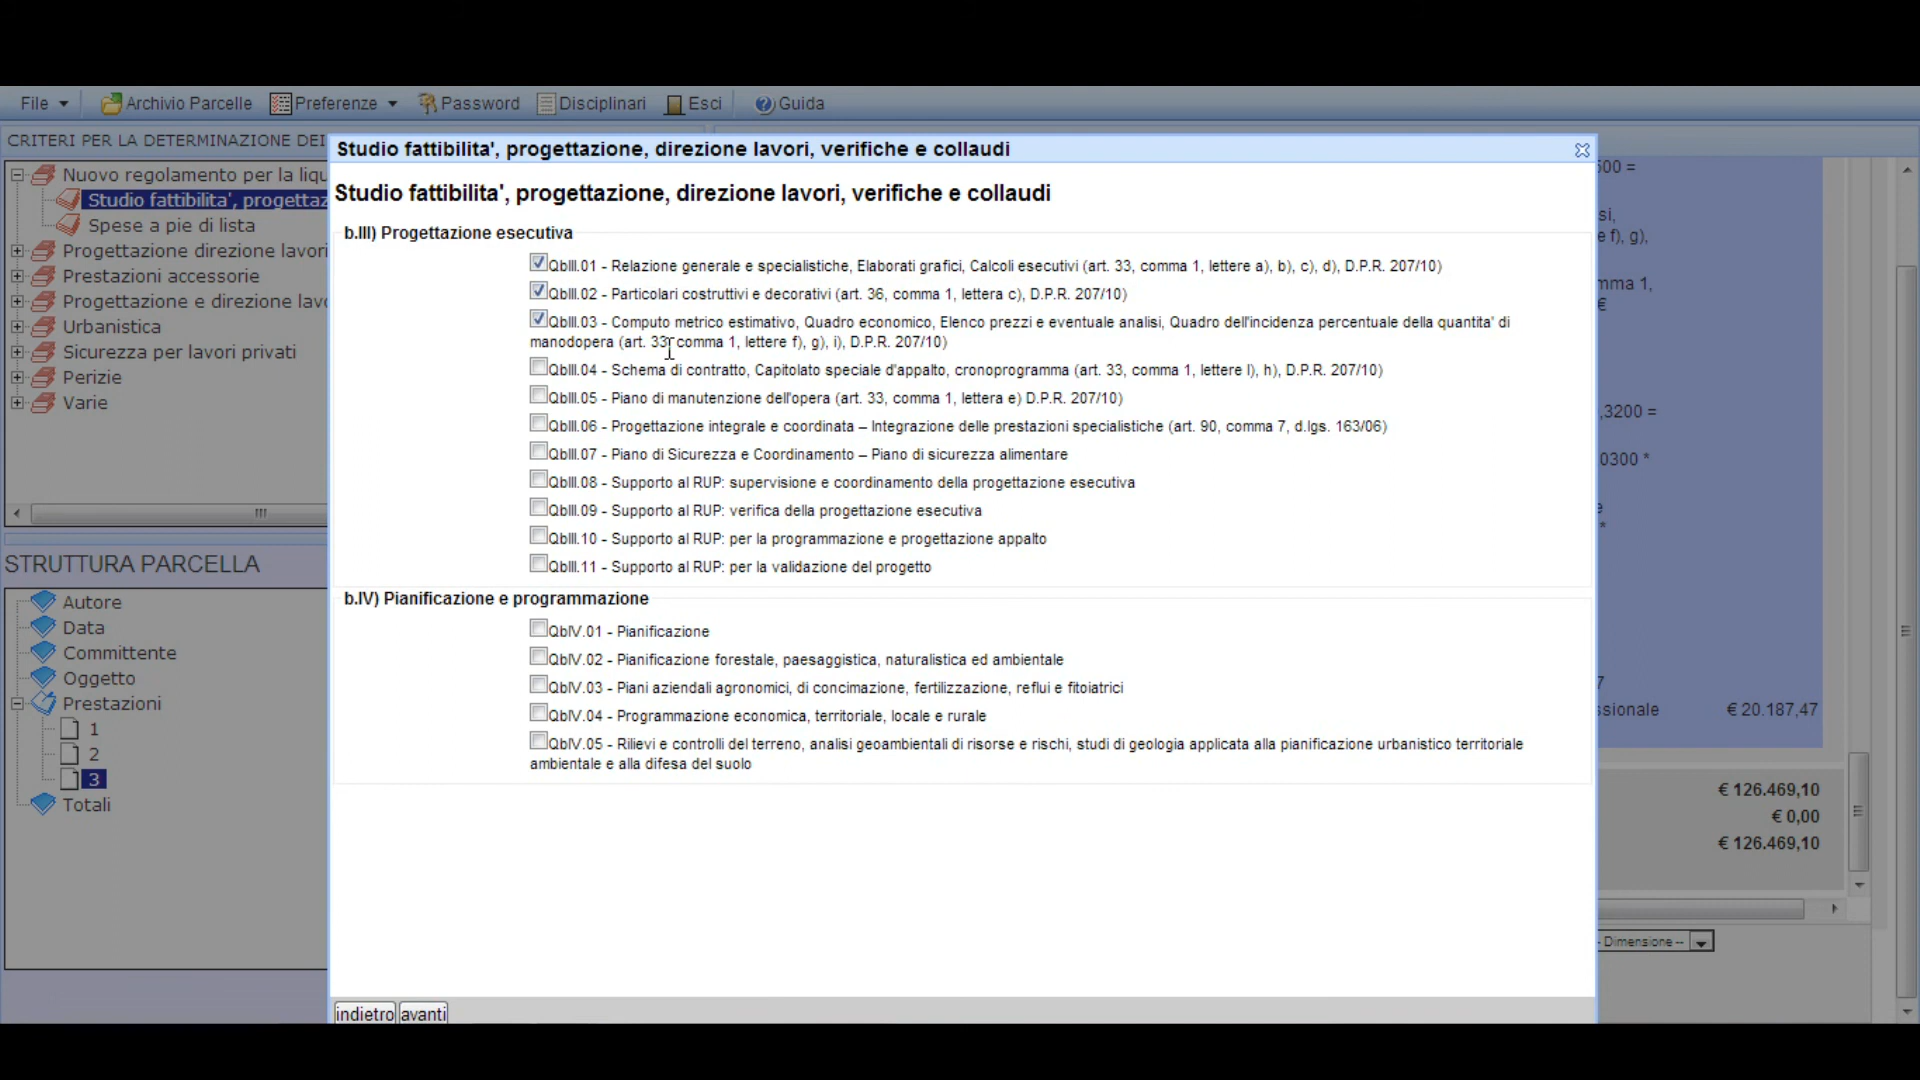 File
Archivio Parcelle
Preferenze
Password
Disciplinari
Esci
Guida
CRITERI PER LA DETERMINAZIONE DEI
Nuovo regolamento per la liqu
Studio fattibilita', progettaz
Spese a pie di lista
Progettazione direzione lavori
Prestazioni accessorie
Progettazione e direzione lavo
Urbanistica
Sicurezza per lavori privati
Perizie
Varie
STRUTTURA PARCELLA
Autore
Data
Committente
Oggetto
Prestazioni
1
2
3
Totali
Studio fattibilita', progettazione, direzione lavori, verifiche e collaudi
Studio fattibilita', progettazione, direzione lavori, verifiche e collaudi
b.III) Progettazione esecutiva
QbIII.01 - Relazione generale e specialistiche, Elaborati grafici, Calcoli esecutivi (art. 33, comma 1, lettere a), b), c), d), D.P.R. 207/10)
QbIII.02 - Particolari costruttivi e decorativi (art. 36, comma 1, lettera c), D.P.R. 207/10)
QbIII.03 - Computo metrico estimativo, Quadro economico, Elenco prezzi e eventuale analisi, Quadro dell'incidenza percentuale della quantita' di
manodopera (art. 33, comma 1, lettere f), g), i), D.P.R. 207/10)
QbIII.04 - Schema di contratto, Capitolato speciale d'appalto, cronoprogramma (art. 33, comma 1, lettere l), h), D.P.R. 207/10)
QbIII.05 - Piano di manutenzione dell'opera (art. 33, comma 1, lettera e) D.P.R. 207/10)
QbIII.06 - Progettazione integrale e coordinata – Integrazione delle prestazioni specialistiche (art. 90, comma 7, d.lgs. 163/06)
QbIII.07 - Piano di Sicurezza e Coordinamento – Piano di sicurezza alimentare
QbIII.08 - Supporto al RUP: supervisione e coordinamento della progettazione esecutiva
QbIII.09 - Supporto al RUP: verifica della progettazione esecutiva
QbIII.10 - Supporto al RUP: per la programmazione e progettazione appalto
QbIII.11 - Supporto al RUP: per la validazione del progetto
b.IV) Pianificazione e programmazione
QbIV.01 - Pianificazione
QbIV.02 - Pianificazione forestale, paesaggistica, naturalistica ed ambientale
QbIV.03 - Piani aziendali agronomici, di concimazione, fertilizzazione, reflui e fitoiatrici
QbIV.04 - Programmazione economica, territoriale, locale e rurale
QbIV.05 - Rilievi e controlli del terreno, analisi geoambientali di risorse e rischi, studi di geologia applicata alla pianificazione urbanistico territoriale
ambientale e alla difesa del suolo
indietro avanti
500 =
si,
e f), g),
mma 1,
€
,3200 =
0300 *
e
*
7
ssionale € 20.187,47
€ 126.469,10
€ 0,00
€ 126.469,10
- Dimensione --